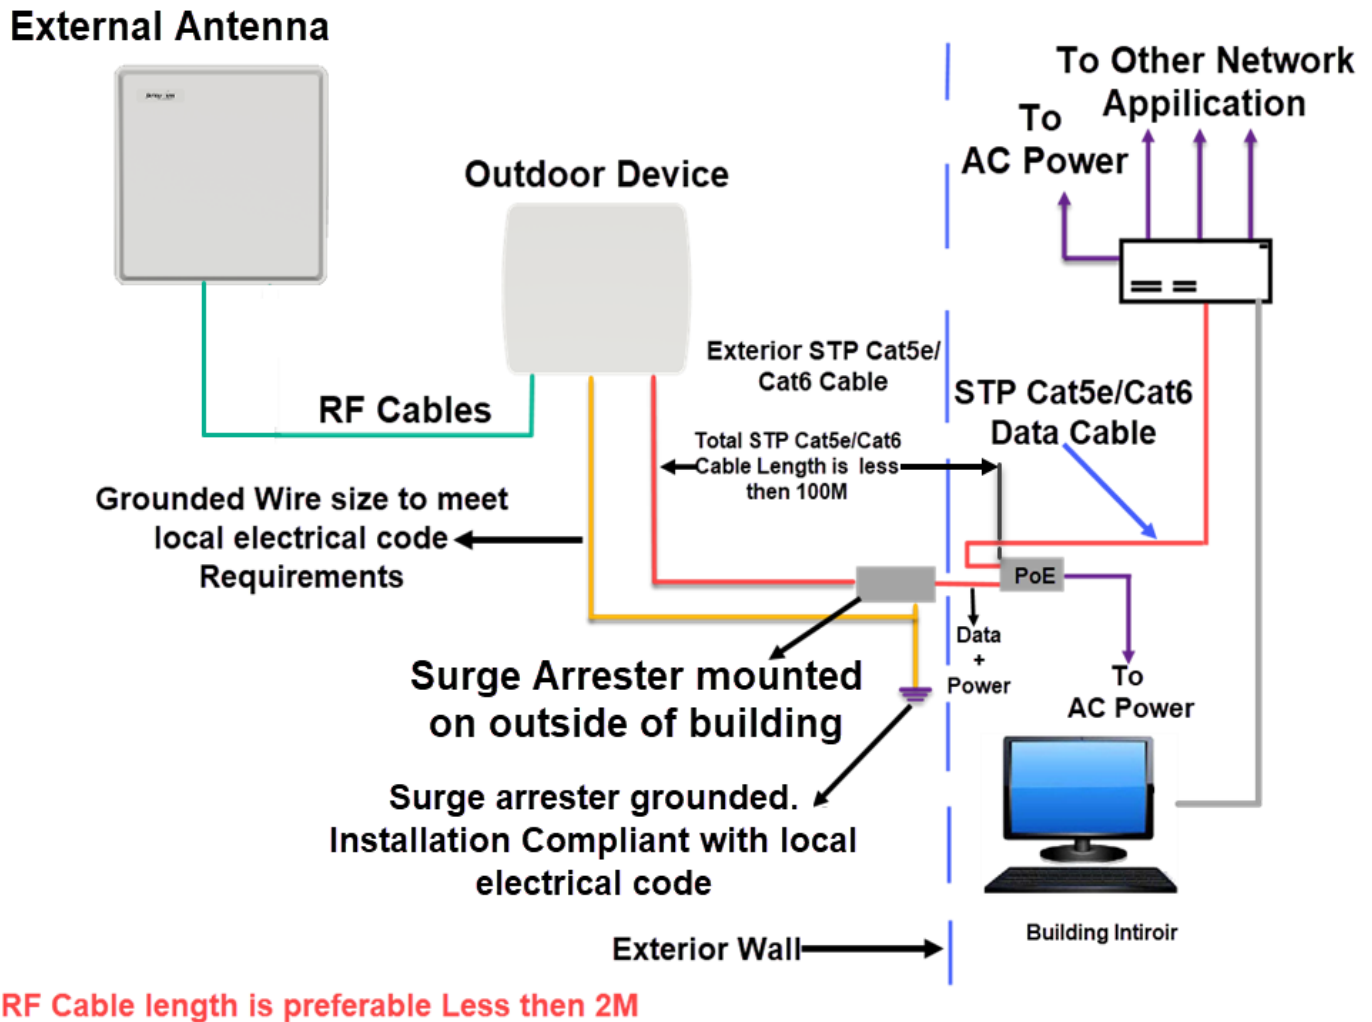 External Antenna
To Other Network
Appilication
To
AC Power
Outdoor Device
Exterior STP Cat5e/
Cat6 Cable
STP Cat5e/Cat6
Data Cable
RF Cables
Total STP Cat5e/Cat6
Cable Length is less
then 100M
Grounded Wire size to meet
local electrical code
Requirements
PoE
Data
+
Power
To
AC Power
Surge Arrester mounted
on outside of building
Surge arrester grounded.
Installation Compliant with local
electrical code
Building Intiroir
Exterior Wall
RF Cable length is preferable Less then 2M